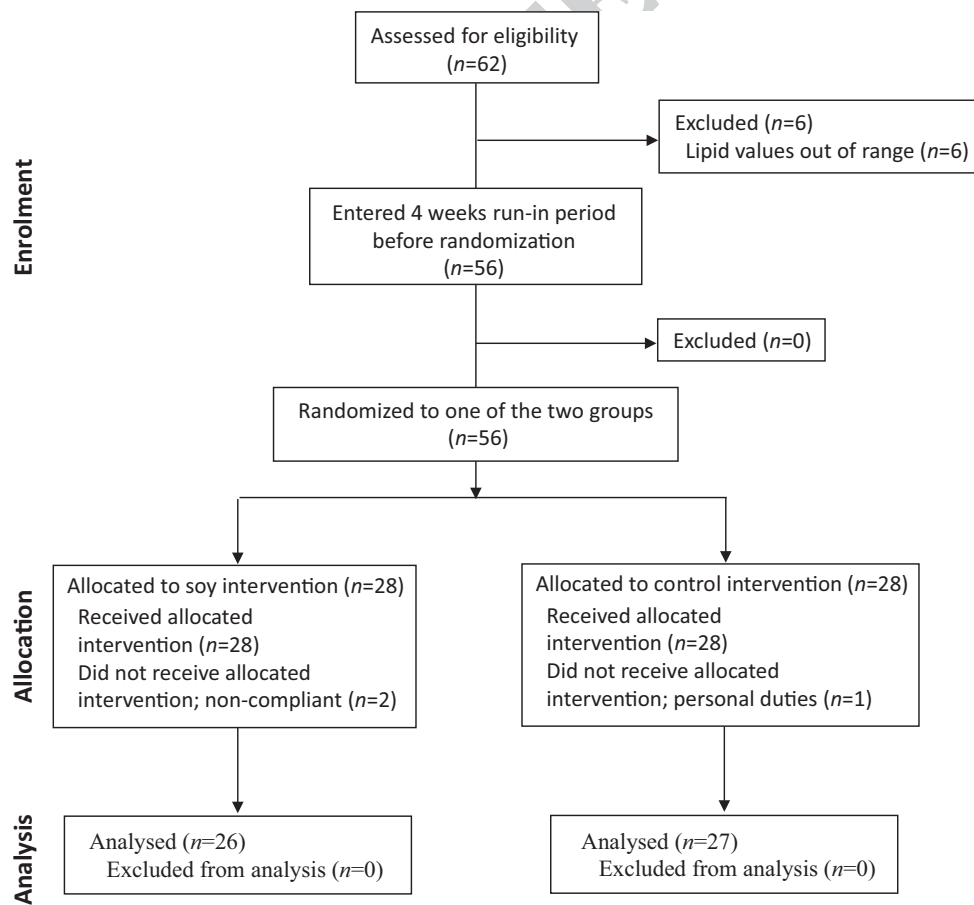 Assessed for eligibility
(n=62)
Excluded (n=6)
Lipid values out of range (n=6)
Enrolment
Entered 4 weeks run-in period
before randomization
(n=56)
Excluded (n=0)
Randomized to one of the two groups
(n=56)
Allocation
Allocated to soy intervention (n=28)
Received allocated
intervention (n=28)
Did not receive allocated
intervention; non-compliant (n=2)
Allocated to control intervention (n=28)
Received allocated
intervention (n=28)
Did not receive allocated
intervention; personal duties (n=1)
Analysis
Analysed (n=26)
Excluded from analysis (n=0)
Analysed (n=27)
Excluded from analysis (n=0)